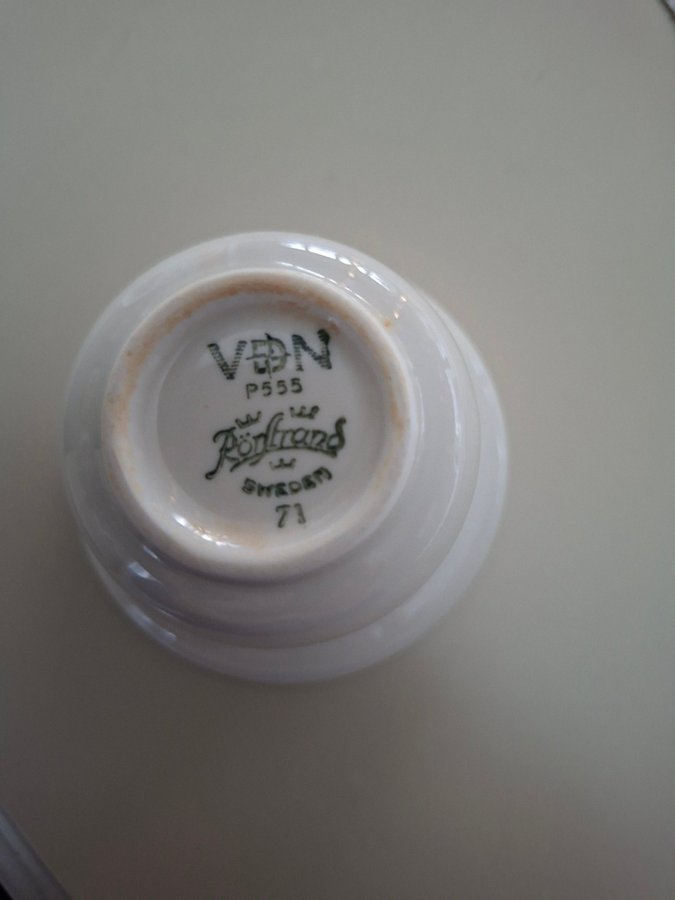 VDN
P555
Rörstrand
SWEDEN
71